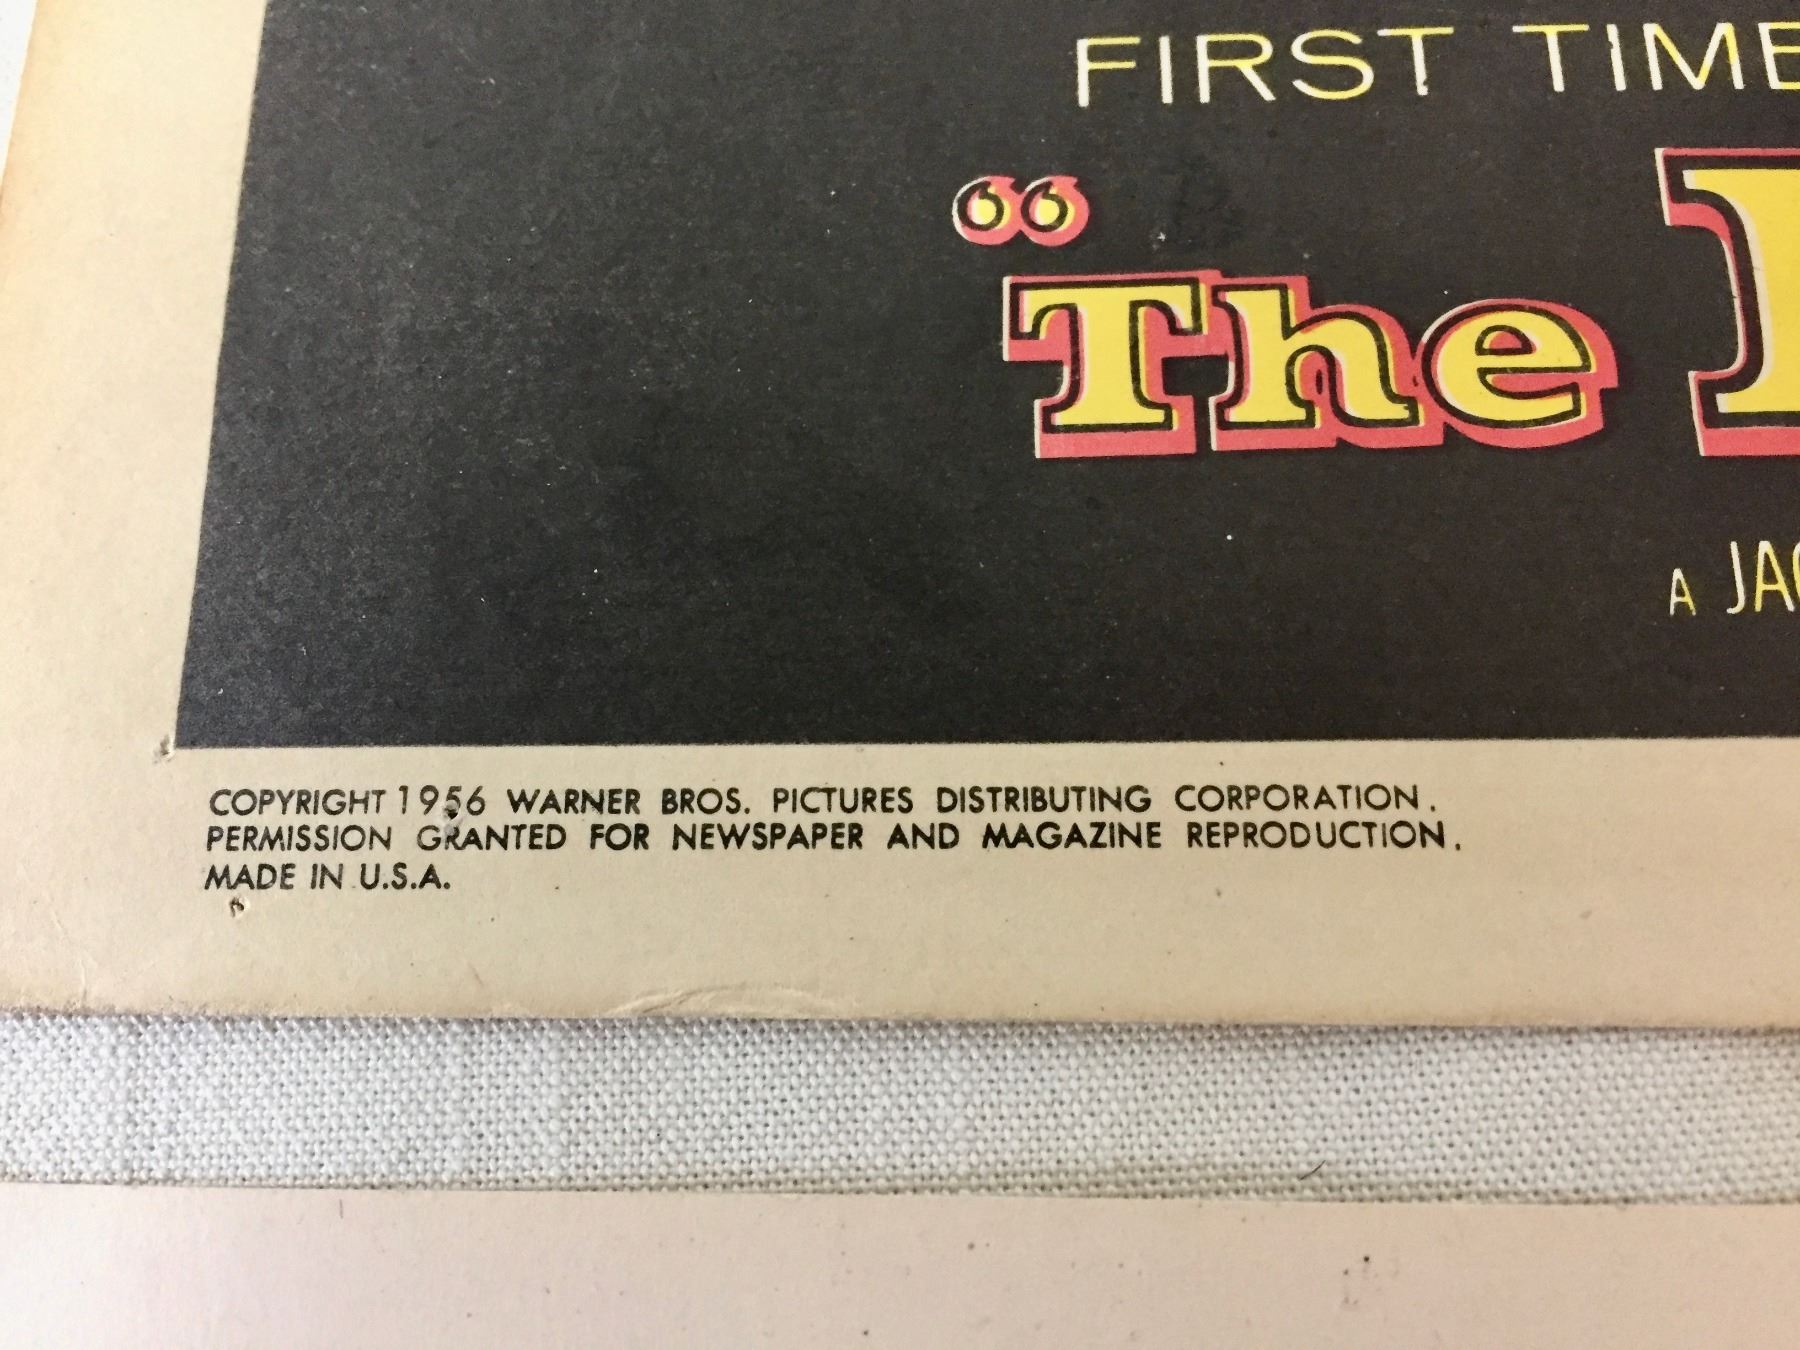 FIRST TIME
“The
A
COPYRIGHT 1956 WARNER BROS. PICTURES DISTRIBUTING CORPORATION.
PERMISSION GRANTED FOR NEWSPAPER AND MAGAZINE REPRODUCTION.
MADE IN U.S.A.